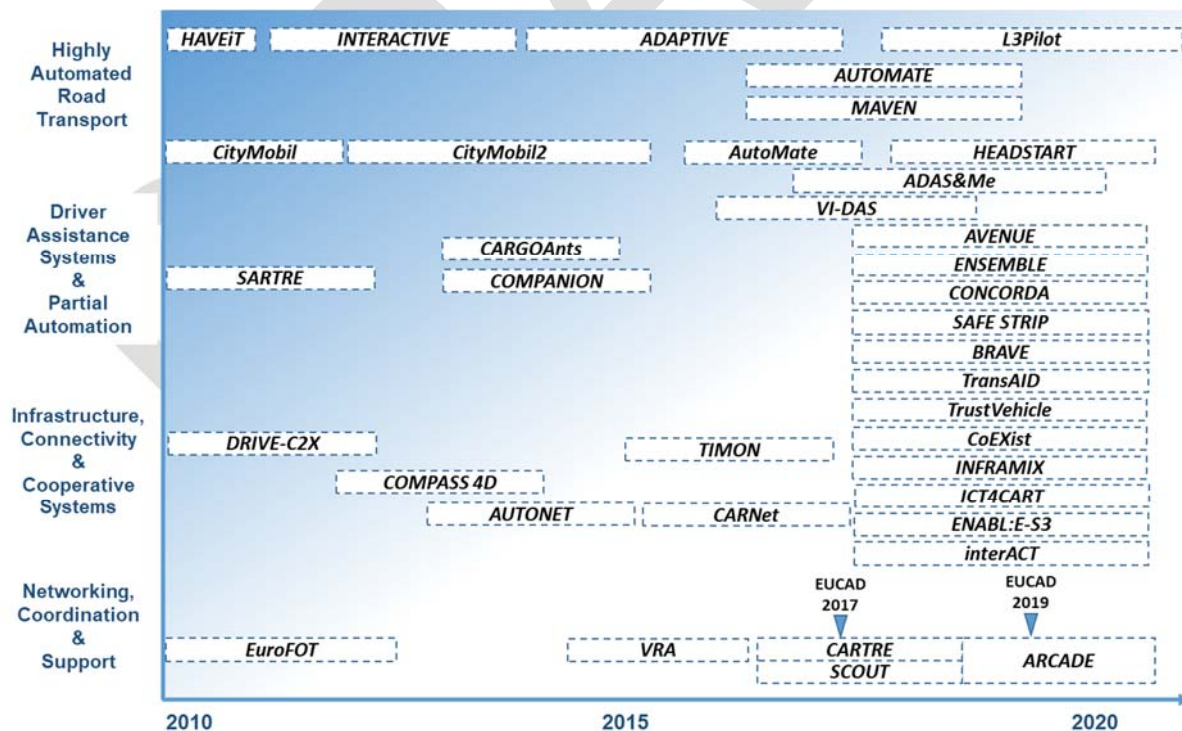 Highly
Automated
Road
Transport
HAVEiT
INTERACTIVE
ADAPTIVE
L3Pilot
AUTOMATE
MAVEN
CityMobil
CityMobil2
AutoMate
HEADSTART
ADAS&Me
VI-DAS
Driver
Assistance
Systems
&
Partial
Automation
CARGOAnts
SARTRE
COMPANION
AVENUE
ENSEMBLE
CONCORDA
SAFE STRIP
BRAVE
TransAID
TrustVehicle
CoEXist
INFRAMIX
ICT4CART
ENABL:E-S3
interACT
Infrastructure,
Connectivity
&
Cooperative
Systems
DRIVE-C2X
TIMON
COMPASS 4D
AUTONET
CARNet
Networking,
Coordination
&
Support
EUCAD
2017
EUCAD
2019
EuroFOT
VRA
CARTRE
SCOUT
ARCADE
2010
2015
2020